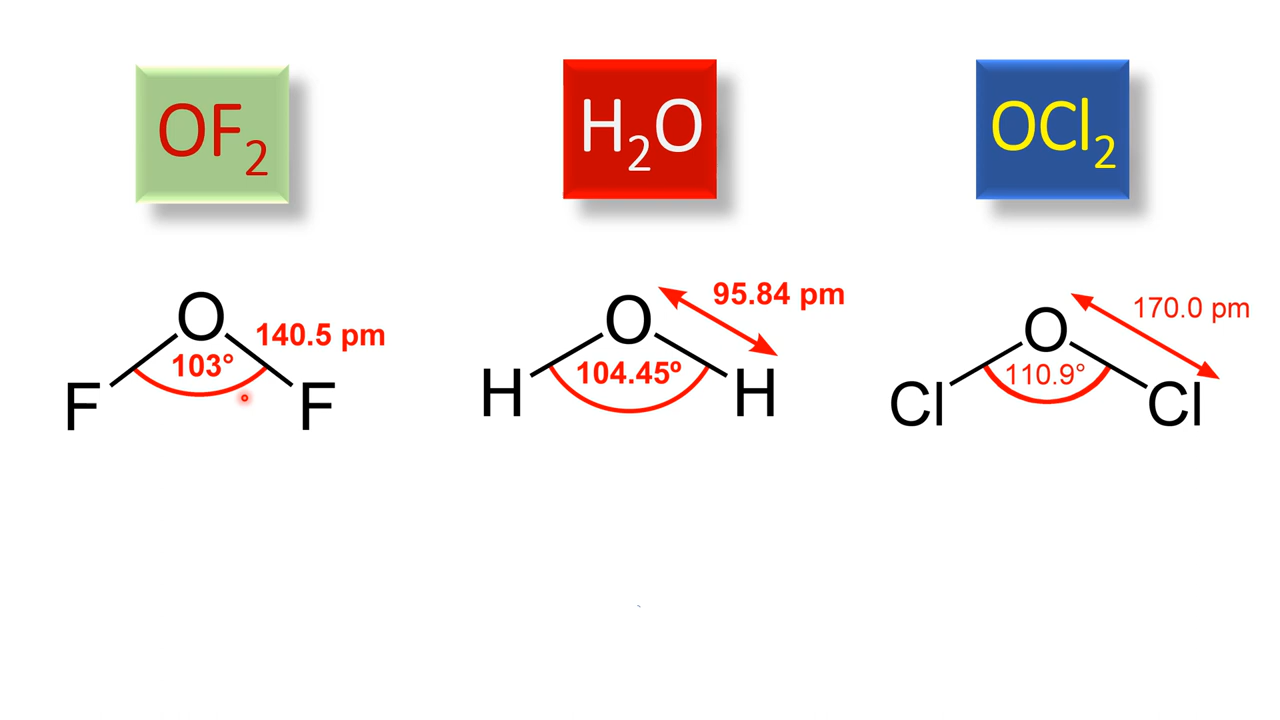 OF₂
H₂O
OCl₂
O
140.5 pm
103°
F
F
95.84 pm
O
104.45º
H
H
170.0 pm
O
110.9°
Cl
Cl